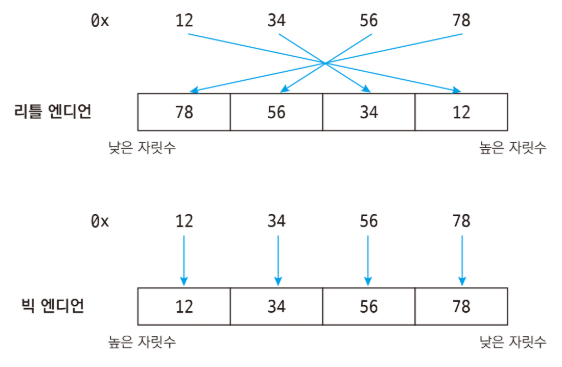 0x 12 34 56 78
리틀 엔디언 78 56 34 12
낮은 자릿수 높은 자릿수
0x 12 34 56 78
빅 엔디언 12 34 56 78
높은 자릿수 낮은 자릿수